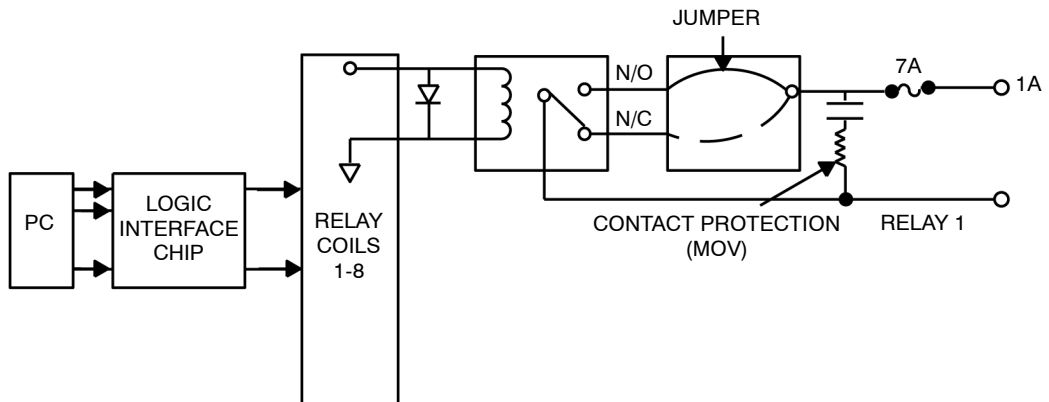 JUMPER
7A
1A
N/O
N/C
PC
LOGIC
INTERFACE
CHIP
RELAY
COILS
1-8
CONTACT PROTECTION
(MOV)
RELAY 1